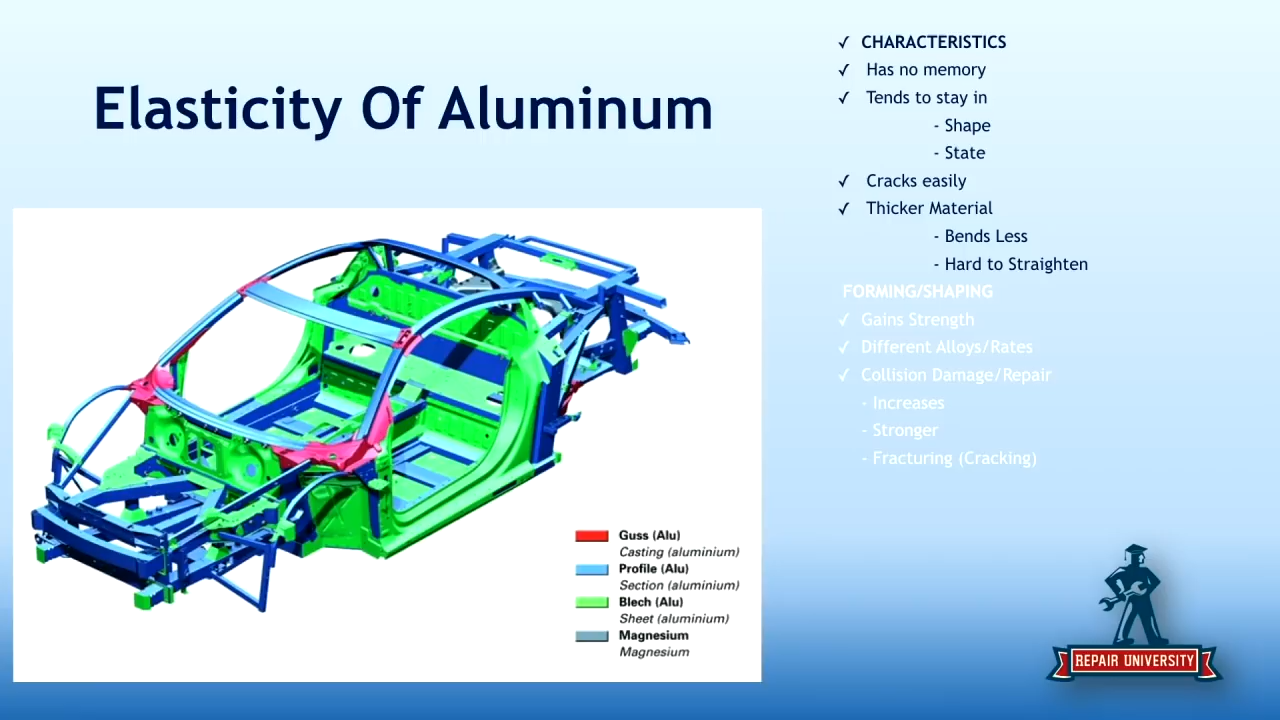 Elasticity Of Aluminum
✓ CHARACTERISTICS
✓ Has no memory
✓ Tends to stay in
- Shape
- State
✓ Cracks easily
✓ Thicker Material
- Bends Less
- Hard to Straighten
FORMING/SHAPING
✓ Gains Strength
✓ Different Alloys/Rates
✓ Collision Damage/Repair
- Increases
- Stronger
- Fracturing (Cracking)
Guss (Alu)
Casting (aluminium)
Profile (Alu)
Section (aluminium)
Blech (Alu)
Sheet (aluminium)
Magnesium
Magnesium
REPAIR UNIVERSITY